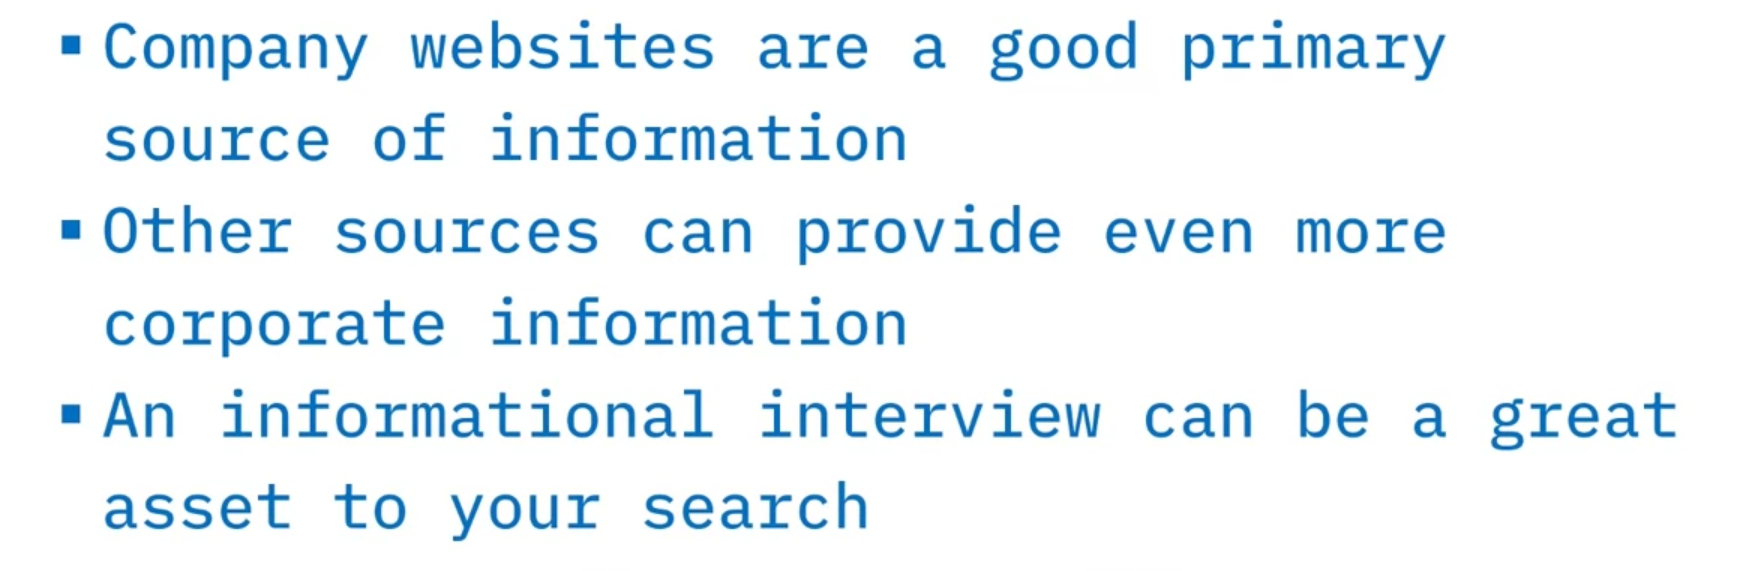 ▪ Company websites are a good primary
source of information
▪ Other sources can provide even more
corporate information
▪ An informational interview can be a great
asset to your search